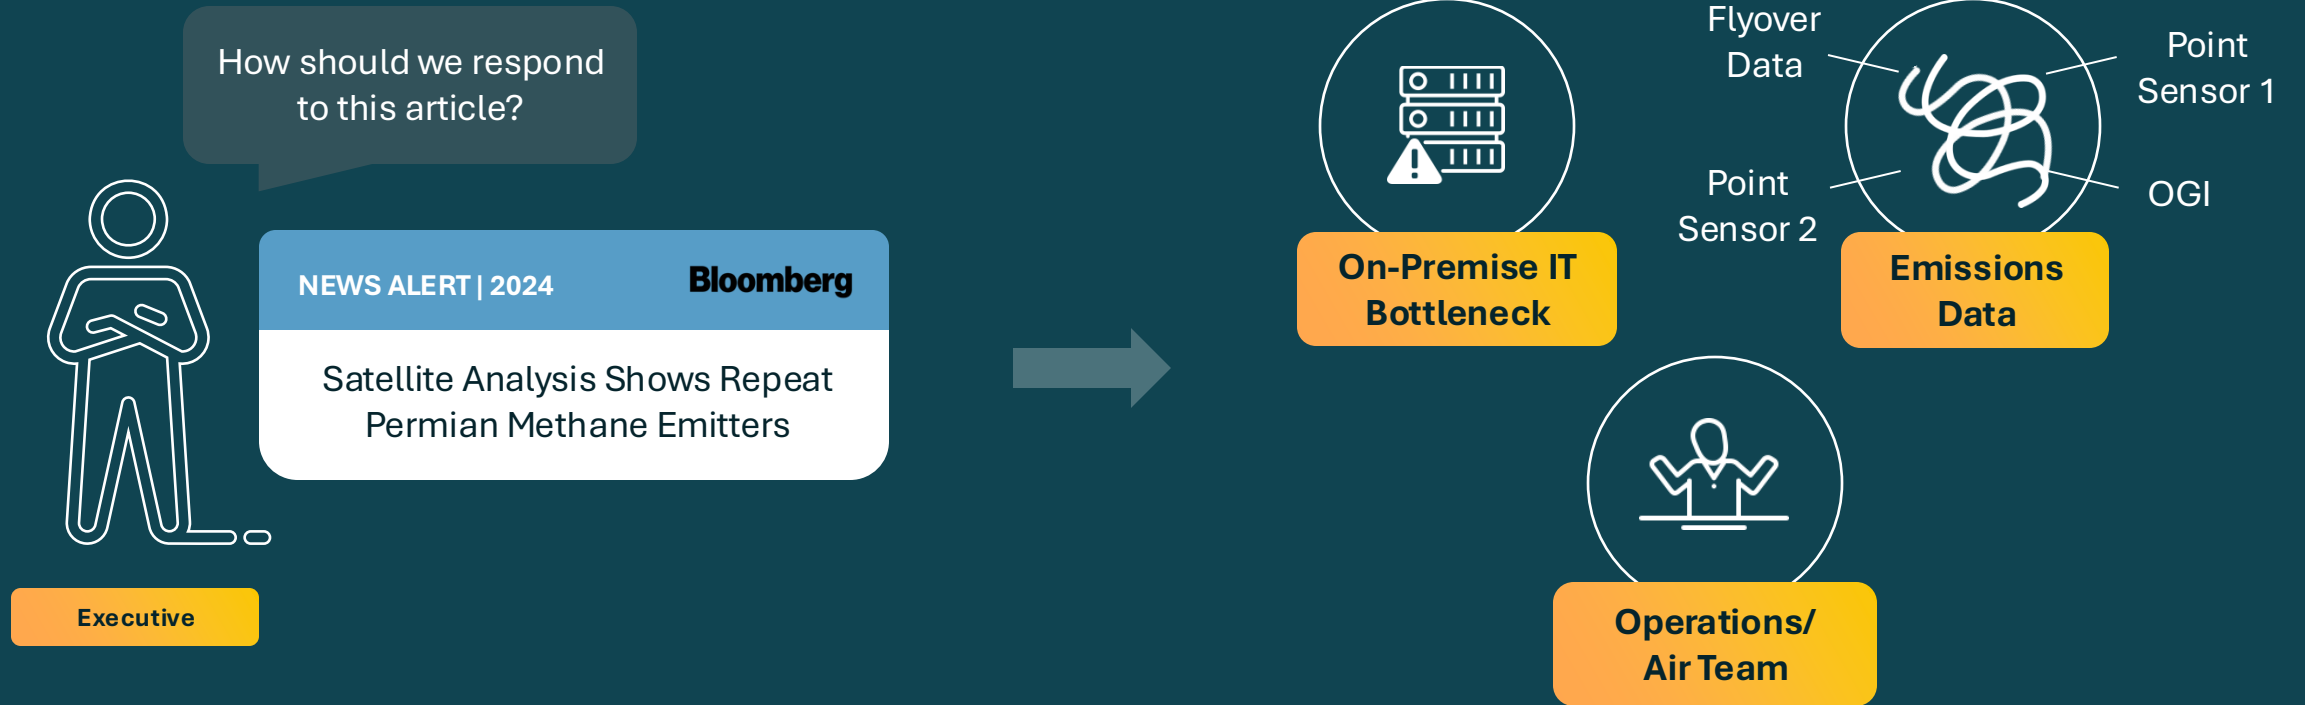 How should we respond
to this article?
NEWS ALERT | 2024
Bloomberg
Satellite Analysis Shows Repeat
Permian Methane Emitters
Executive
On-Premise IT
Bottleneck
Flyover
Data
Point
Sensor 1
Point
Sensor 2
OGI
Emissions
Data
Operations/
Air Team